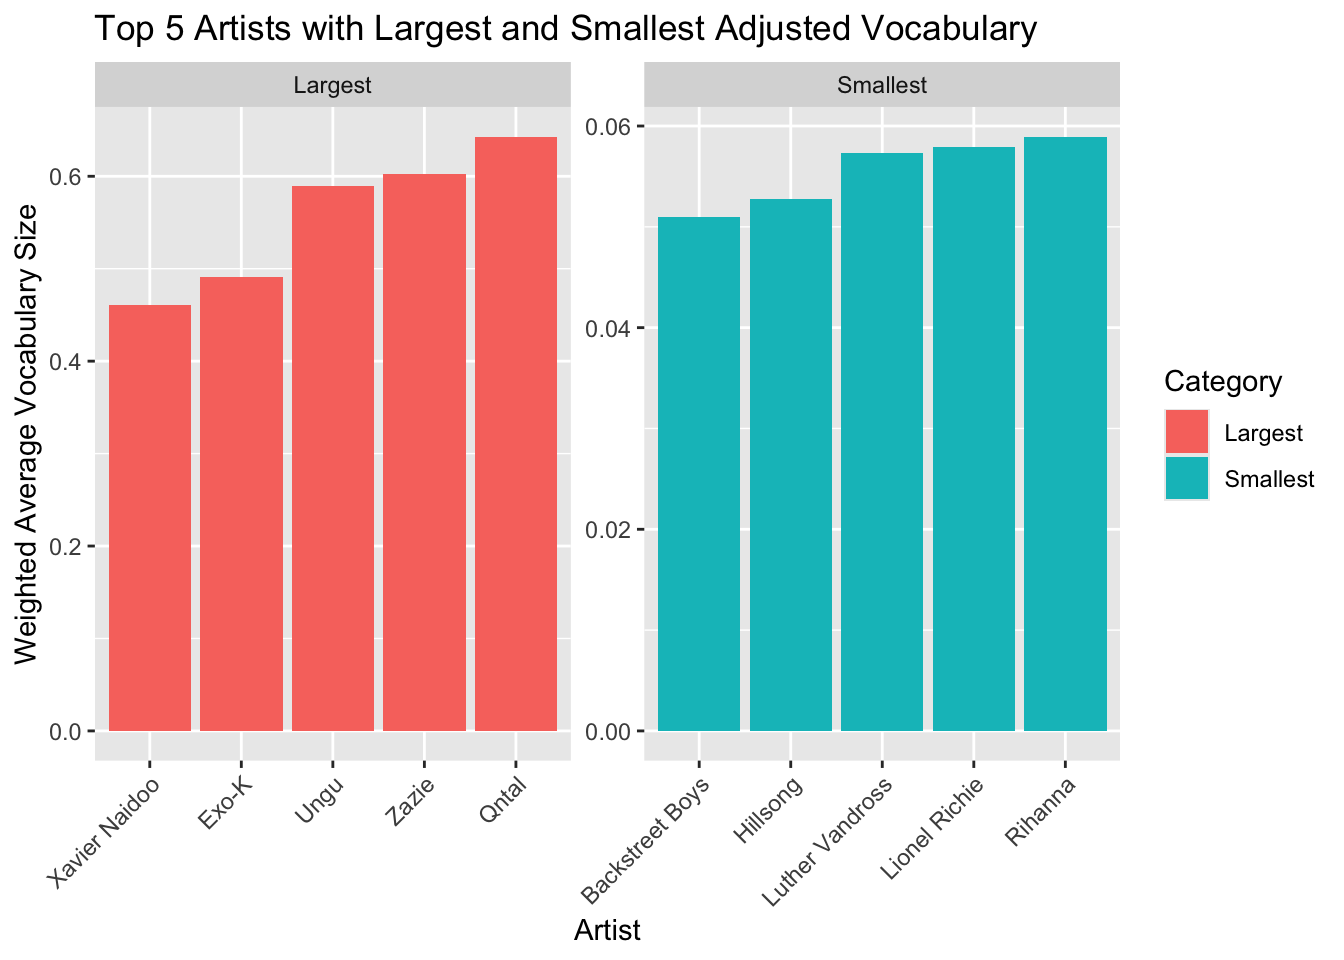 Top 5 Artists with Largest and Smallest Adjusted Vocabulary
Largest
Smallest
Weighted Average Vocabulary Size
0.6
0.4
0.2
0.0
0.06
0.04
0.02
0.00
Xavier Naidoo
Exo-K
Ungu
Zazie
Qntal
Backstreet Boys
Hillsong
Luther Vandross
Lionel Richie
Rihanna
Artist
Category
Largest
Smallest